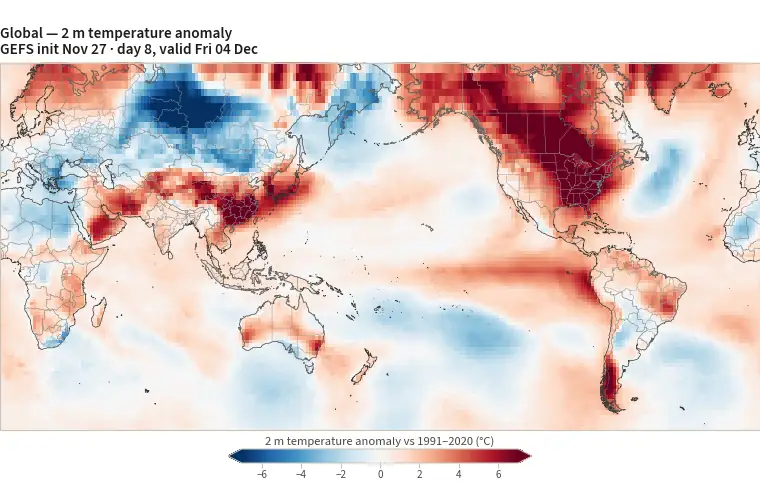 Global — 2 m temperature anomaly
GEFS init Nov 27 · day 8, valid Fri 04 Dec
2 m temperature anomaly vs 1991–2020 (°C)
−6 −4 −2 0 2 4 6